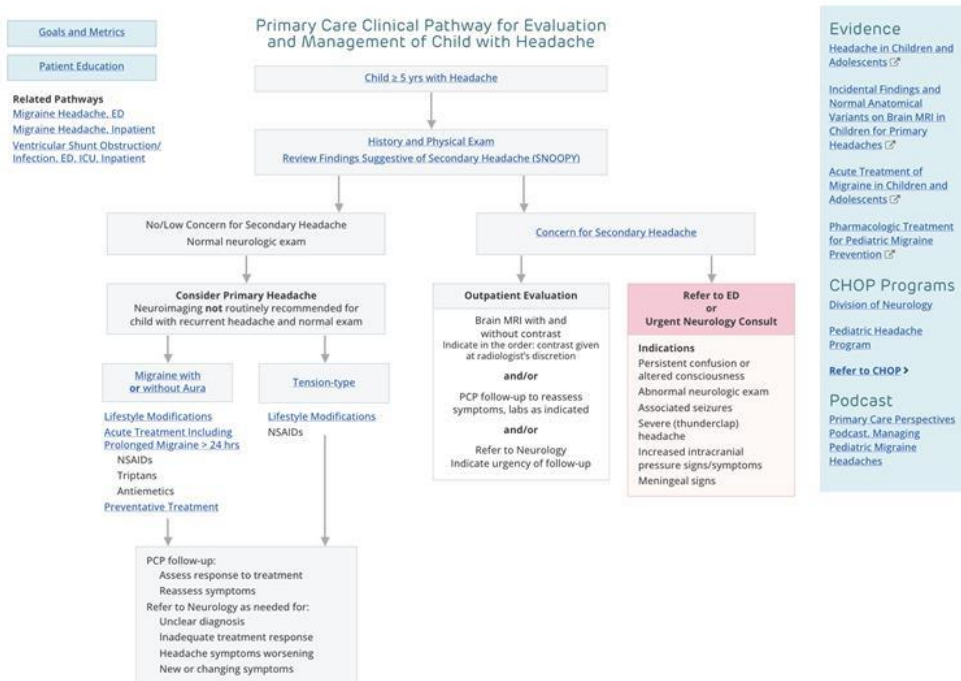 Primary Care Clinical Pathway for Evaluation
and Management of Child with Headache
Goals and Metrics
Patient Education
Related Pathways
Migraine Headache, ED
Migraine Headache, Inpatient
Ventricular Shunt Obstruction/
Infection, ED, ICU, Inpatient
Child ≥ 5 yrs with Headache
History and Physical Exam
Review Findings Suggestive of Secondary Headache (SNOOPY)
No/Low Concern for Secondary Headache
Normal neurologic exam
Concern for Secondary Headache
Consider Primary Headache
Neuroimaging not routinely recommended for
child with recurrent headache and normal exam
Migraine with
or without Aura
Lifestyle Modifications
Acute Treatment Including
Prolonged Migraine > 24 hrs
NSAIDs
Triptans
Antiemetics
Preventative Treatment
Tension-type
Lifestyle Modifications
NSAIDs
PCP follow-up:
Assess response to treatment
Reassess symptoms
Refer to Neurology as needed for:
Unclear diagnosis
Inadequate treatment response
Headache symptoms worsening
New or changing symptoms
Outpatient Evaluation
Brain MRI with and
without contrast
Indicate in the order: contrast given
at radiologist's discretion
and/or
PCP follow-up to reassess
symptoms, labs as indicated
and/or
Refer to Neurology
Indicate urgency of follow-up
Refer to ED
or
Urgent Neurology Consult
Indications
Persistent confusion or
altered consciousness
Abnormal neurologic exam
Associated seizures
Severe (thunderclap)
headache
Increased intracranial
pressure signs/symptoms
Meningeal signs
Evidence
Headache in Children and
Adolescents
Incidental Findings and
Normal Anatomical
Variants on Brain MRI in
Children for Primary
Headaches
Acute Treatment of
Migraine in Children and
Adolescents
Pharmacologic Treatment
for Pediatric Migraine
Prevention
CHOP Programs
Division of Neurology
Pediatric Headache
Program
Refer to CHOP >
Podcast
Primary Care Perspectives
Podcast, Managing
Pediatric Migraine
Headaches